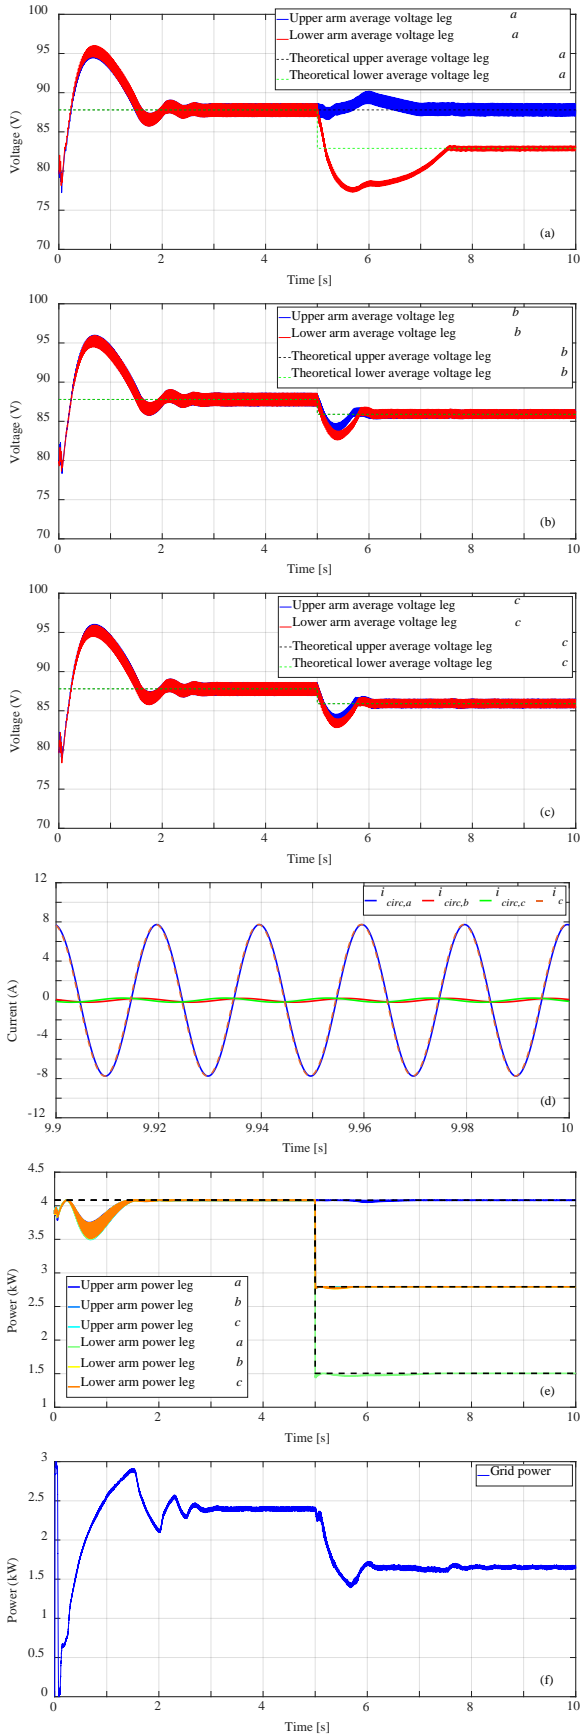 100
95
90
85
80
75
70
Voltage (V)
Upper arm average voltage leg a
Lower arm average voltage leg a
Theoretical upper average voltage leg a
Theoretical lower average voltage leg a
(a)
0 2 4 6 8 10
Time [s]
100
95
90
85
80
75
70
Voltage (V)
Upper arm average voltage leg b
Lower arm average voltage leg b
Theoretical upper average voltage leg b
Theoretical lower average voltage leg b
(b)
0 2 4 6 8 10
Time [s]
100
95
90
85
80
75
70
Voltage (V)
Upper arm average voltage leg c
Lower arm average voltage leg c
Theoretical upper average voltage leg c
Theoretical lower average voltage leg c
(c)
0 2 4 6 8 10
Time [s]
12
8
4
0
-4
-8
-12
Current (A)
i circ,a i circ,b i circ,c i c
(d)
9.9 9.92 9.94 9.96 9.98 10
Time [s]
4.5
4
3.5
3
2.5
2
1.5
1
Power (kW)
Upper arm power leg a
Upper arm power leg b
Upper arm power leg c
Lower arm power leg a
Lower arm power leg b
Lower arm power leg c
(e)
0 2 4 6 8 10
Time [s]
3
2.5
2
1.5
1
0.5
0
Power (kW)
Grid power
(f)
0 2 4 6 8 10
Time [s]